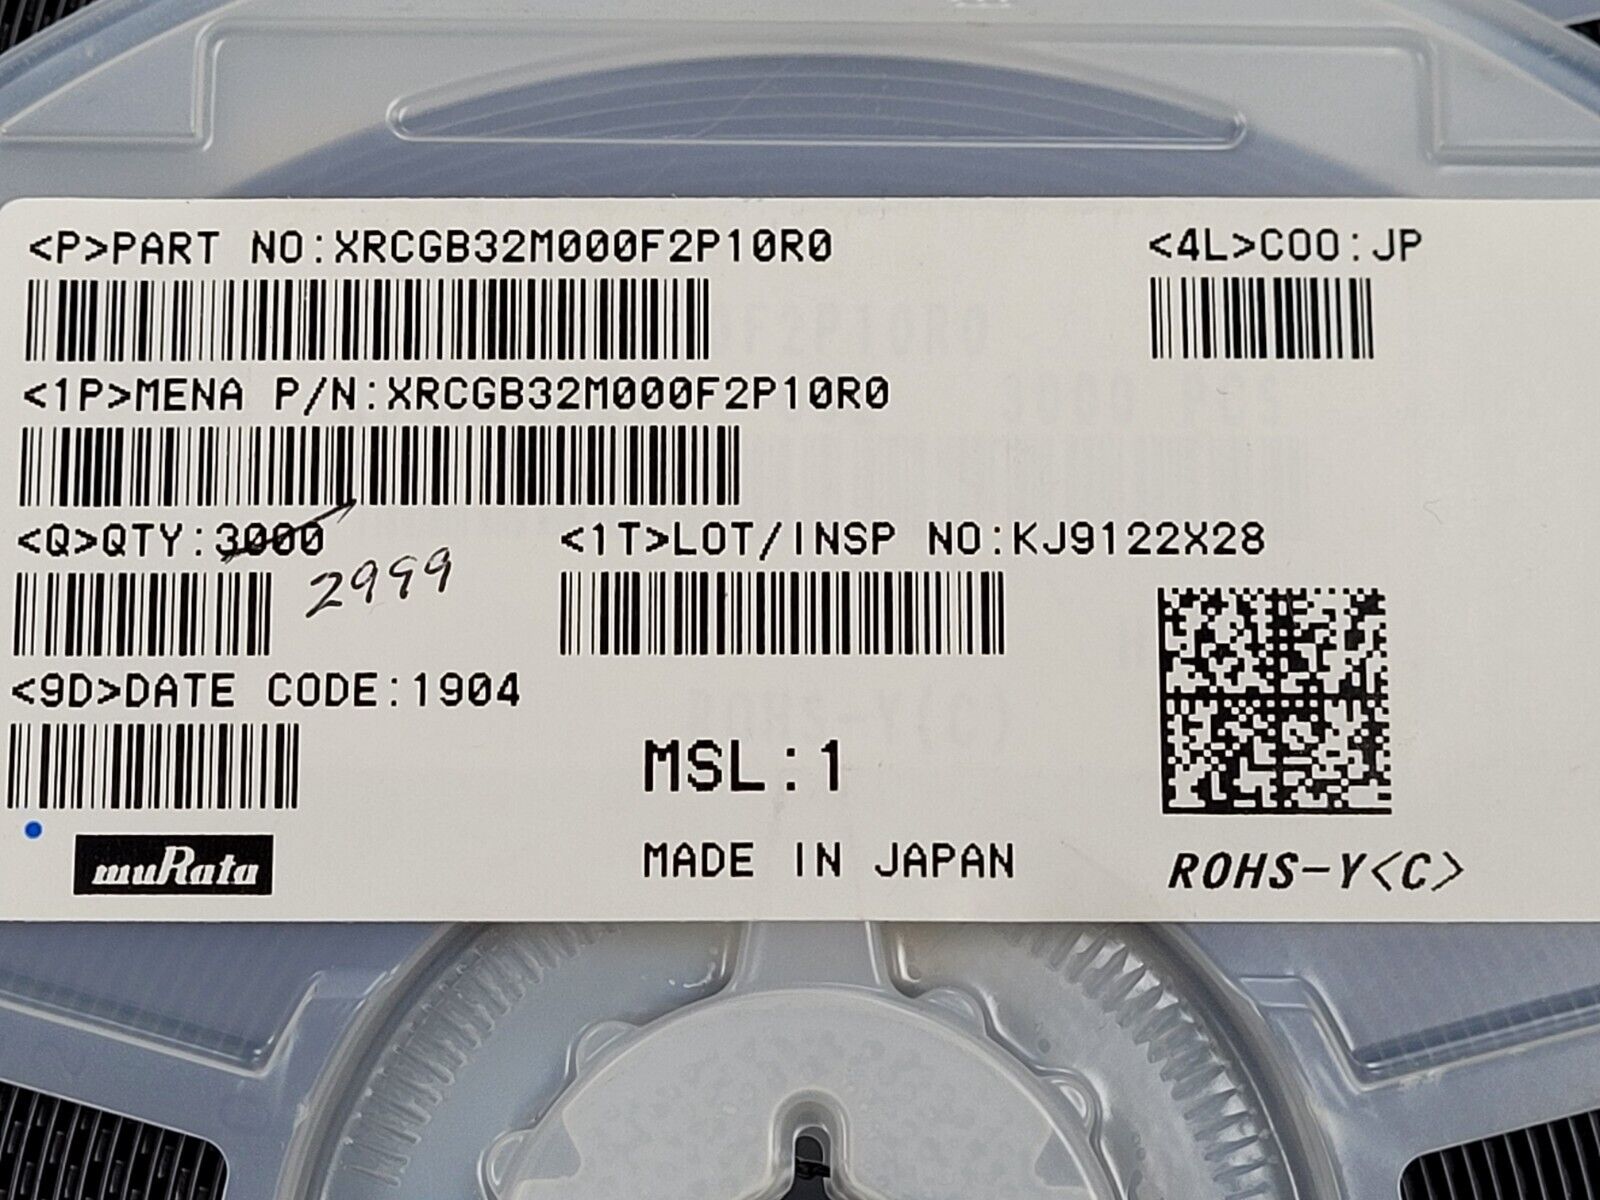 <P>PART NO:XRCGB32M000F2P10R0
<4L>COO:JP
<1P>MENA P/N:XRCGB32M000F2P10R0
<Q>QTY:3000
2999
<1T>LOT/INSP NO:KJ9122X28
<9D>DATE CODE:1904
MSL:1
muRata
MADE IN JAPAN
ROHS-Y<C>